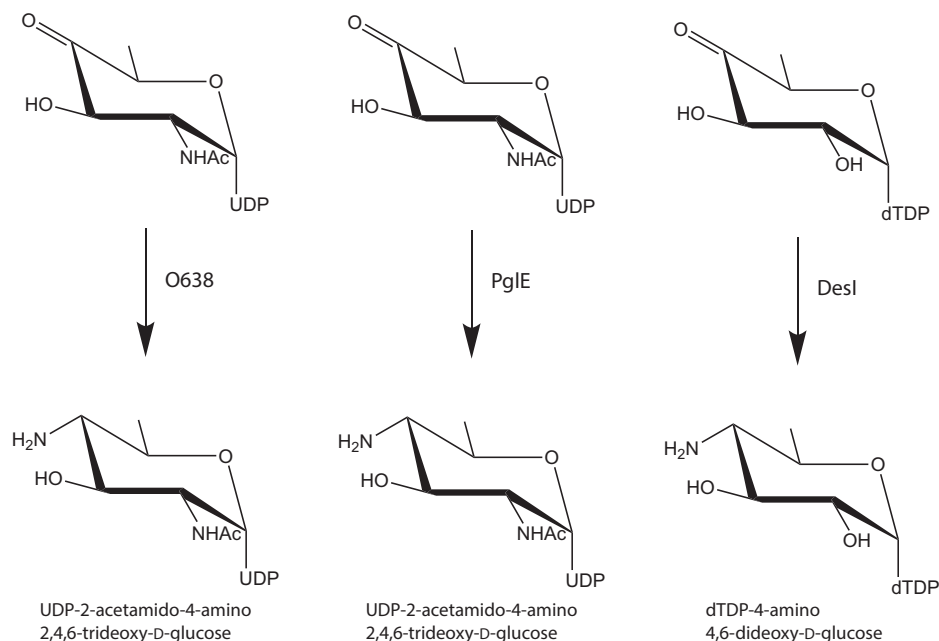 O O O
O O O
HO HO HO
NHAc NHAc OH
UDP UDP dTDP
O638 PglE DesI
H₂N H₂N H₂N
O O O
HO HO HO
NHAc NHAc OH
UDP UDP dTDP
UDP-2-acetamido-4-amino
2,4,6-trideoxy-D-glucose
UDP-2-acetamido-4-amino
2,4,6-trideoxy-D-glucose
dTDP-4-amino
4,6-dideoxy-D-glucose